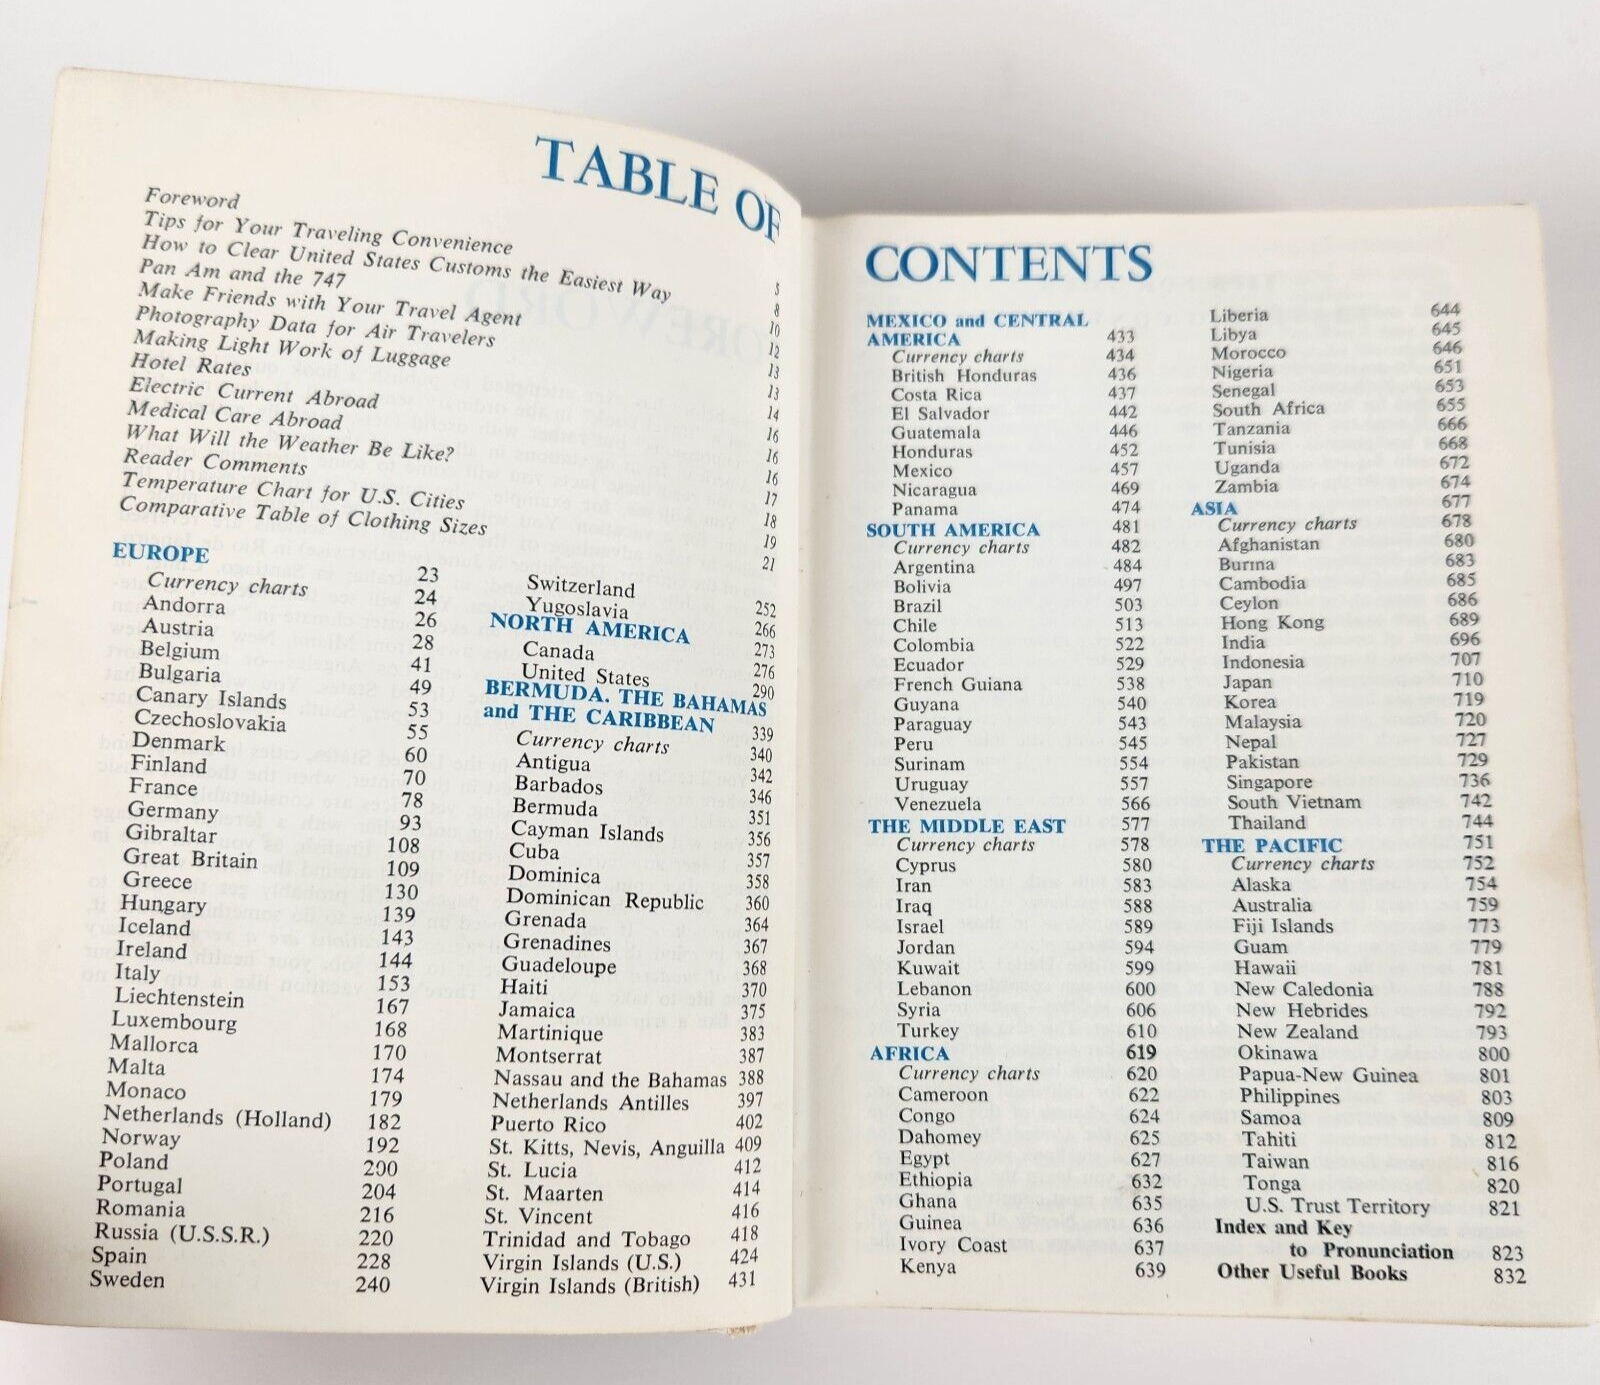 TABLE OF
Foreword 5
Tips for Your Traveling Convenience 8
How to Clear United States Customs the Easiest Way 10
Pan Am and the 747 12
Make Friends with Your Travel Agent 13
Photography Data for Air Travelers 13
Making Light Work of Luggage 14
Hotel Rates 16
Electric Current Abroad 16
Medical Care Abroad 16
What Will the Weather Be Like? 17
Reader Comments 18
Temperature Chart for U.S. Cities 19
Comparative Table of Clothing Sizes 21
EUROPE 23
Currency charts 24
Andorra 26
Austria 28
Belgium 41
Bulgaria 49
Canary Islands 53
Czechoslovakia 55
Denmark 60
Finland 70
France 78
Germany 93
Gibraltar 108
Great Britain 109
Greece 130
Hungary 139
Iceland 143
Ireland 144
Italy 153
Liechtenstein 167
Luxembourg 168
Mallorca 170
Malta 174
Monaco 179
Netherlands (Holland) 182
Norway 192
Poland 200
Portugal 204
Romania 216
Russia (U.S.S.R.) 220
Spain 228
Sweden 240
Switzerland 252
Yugoslavia 266
NORTH AMERICA 273
Canada 276
United States 290
BERMUDA. THE BAHAMAS
and THE CARIBBEAN 339
Currency charts 340
Antigua 342
Barbados 346
Bermuda 351
Cayman Islands 356
Cuba 357
Dominica 358
Dominican Republic 360
Grenada 364
Grenadines 367
Guadeloupe 368
Haiti 370
Jamaica 375
Martinique 383
Montserrat 387
Nassau and the Bahamas 388
Netherlands Antilles 397
Puerto Rico 402
St. Kitts, Nevis, Anguilla 409
St. Lucia 412
St. Maarten 414
St. Vincent 416
Trinidad and Tobago 418
Virgin Islands (U.S.) 424
Virgin Islands (British) 431
CONTENTS
MEXICO and CENTRAL
AMERICA 433
Currency charts 434
British Honduras 436
Costa Rica 437
El Salvador 442
Guatemala 446
Honduras 452
Mexico 457
Nicaragua 469
Panama 474
SOUTH AMERICA 481
Currency charts 482
Argentina 484
Bolivia 497
Brazil 503
Chile 513
Colombia 522
Ecuador 529
French Guiana 538
Guyana 540
Paraguay 543
Peru 545
Surinam 554
Uruguay 557
Venezuela 566
THE MIDDLE EAST 577
Currency charts 578
Cyprus 580
Iran 583
Iraq 588
Israel 589
Jordan 594
Kuwait 599
Lebanon 600
Syria 606
Turkey 610
AFRICA 619
Currency charts 620
Cameroon 622
Congo 624
Dahomey 625
Egypt 627
Ethiopia 632
Ghana 635
Guinea 636
Ivory Coast 637
Kenya 639
Liberia 644
Libya 645
Morocco 646
Nigeria 651
Senegal 653
South Africa 655
Tanzania 666
Tunisia 668
Uganda 672
Zambia 674
ASIA 677
Currency charts 678
Afghanistan 680
Burma 683
Cambodia 685
Ceylon 686
Hong Kong 689
India 696
Indonesia 707
Japan 710
Korea 719
Malaysia 720
Nepal 727
Pakistan 729
Singapore 736
South Vietnam 742
Thailand 744
THE PACIFIC 751
Currency charts 752
Alaska 754
Australia 759
Fiji Islands 773
Guam 779
Hawaii 781
New Caledonia 788
New Hebrides 792
New Zealand 793
Okinawa 800
Papua-New Guinea 801
Philippines 803
Samoa 809
Tahiti 812
Taiwan 816
Tonga 820
U.S. Trust Territory 821
Index and Key
to Pronunciation 823
Other Useful Books 832